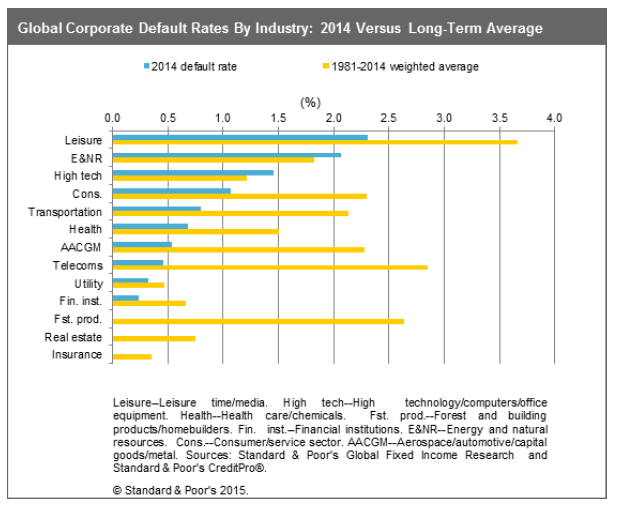 Global Corporate Default Rates By Industry: 2014 Versus Long-Term Average
2014 default rate 1981-2014 weighted average
(%)
0.0 0.5 1.0 1.5 2.0 2.5 3.0 3.5 4.0
Leisure
E&NR
High tech
Cons.
Transportation
Health
AACGM
Telecoms
Utility
Fin. inst.
Fst. prod.
Real estate
Insurance
Leisure--Leisure time/media. High tech--High technology/computers/office
equipment. Health--Health care/chemicals. Fst. prod.--Forest and building
products/homebuilders. Fin. inst.--Financial institutions. E&NR--Energy and natural
resources. Cons.--Consumer/service sector. AACGM--Aerospace/automotive/capital
goods/metal. Sources: Standard & Poor's Global Fixed Income Research and
Standard & Poor's CreditPro®.
© Standard & Poor's 2015.